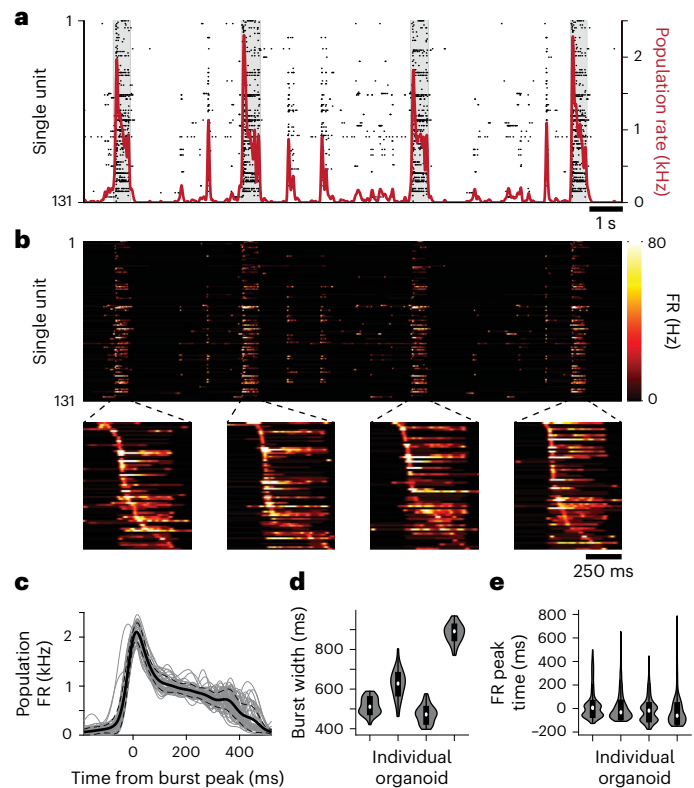 a
1
Single unit
131
2
1
0
Population rate (kHz)
1 s
b
1
Single unit
131
80
FR (Hz)
0
250 ms
c
Population
FR (kHz)
2
1
0
0
200
400
Time from burst peak (ms)
d
Burst width (ms)
800
600
400
Individual
organoid
e
FR peak
time (ms)
800
600
400
200
0
−200
Individual
organoid